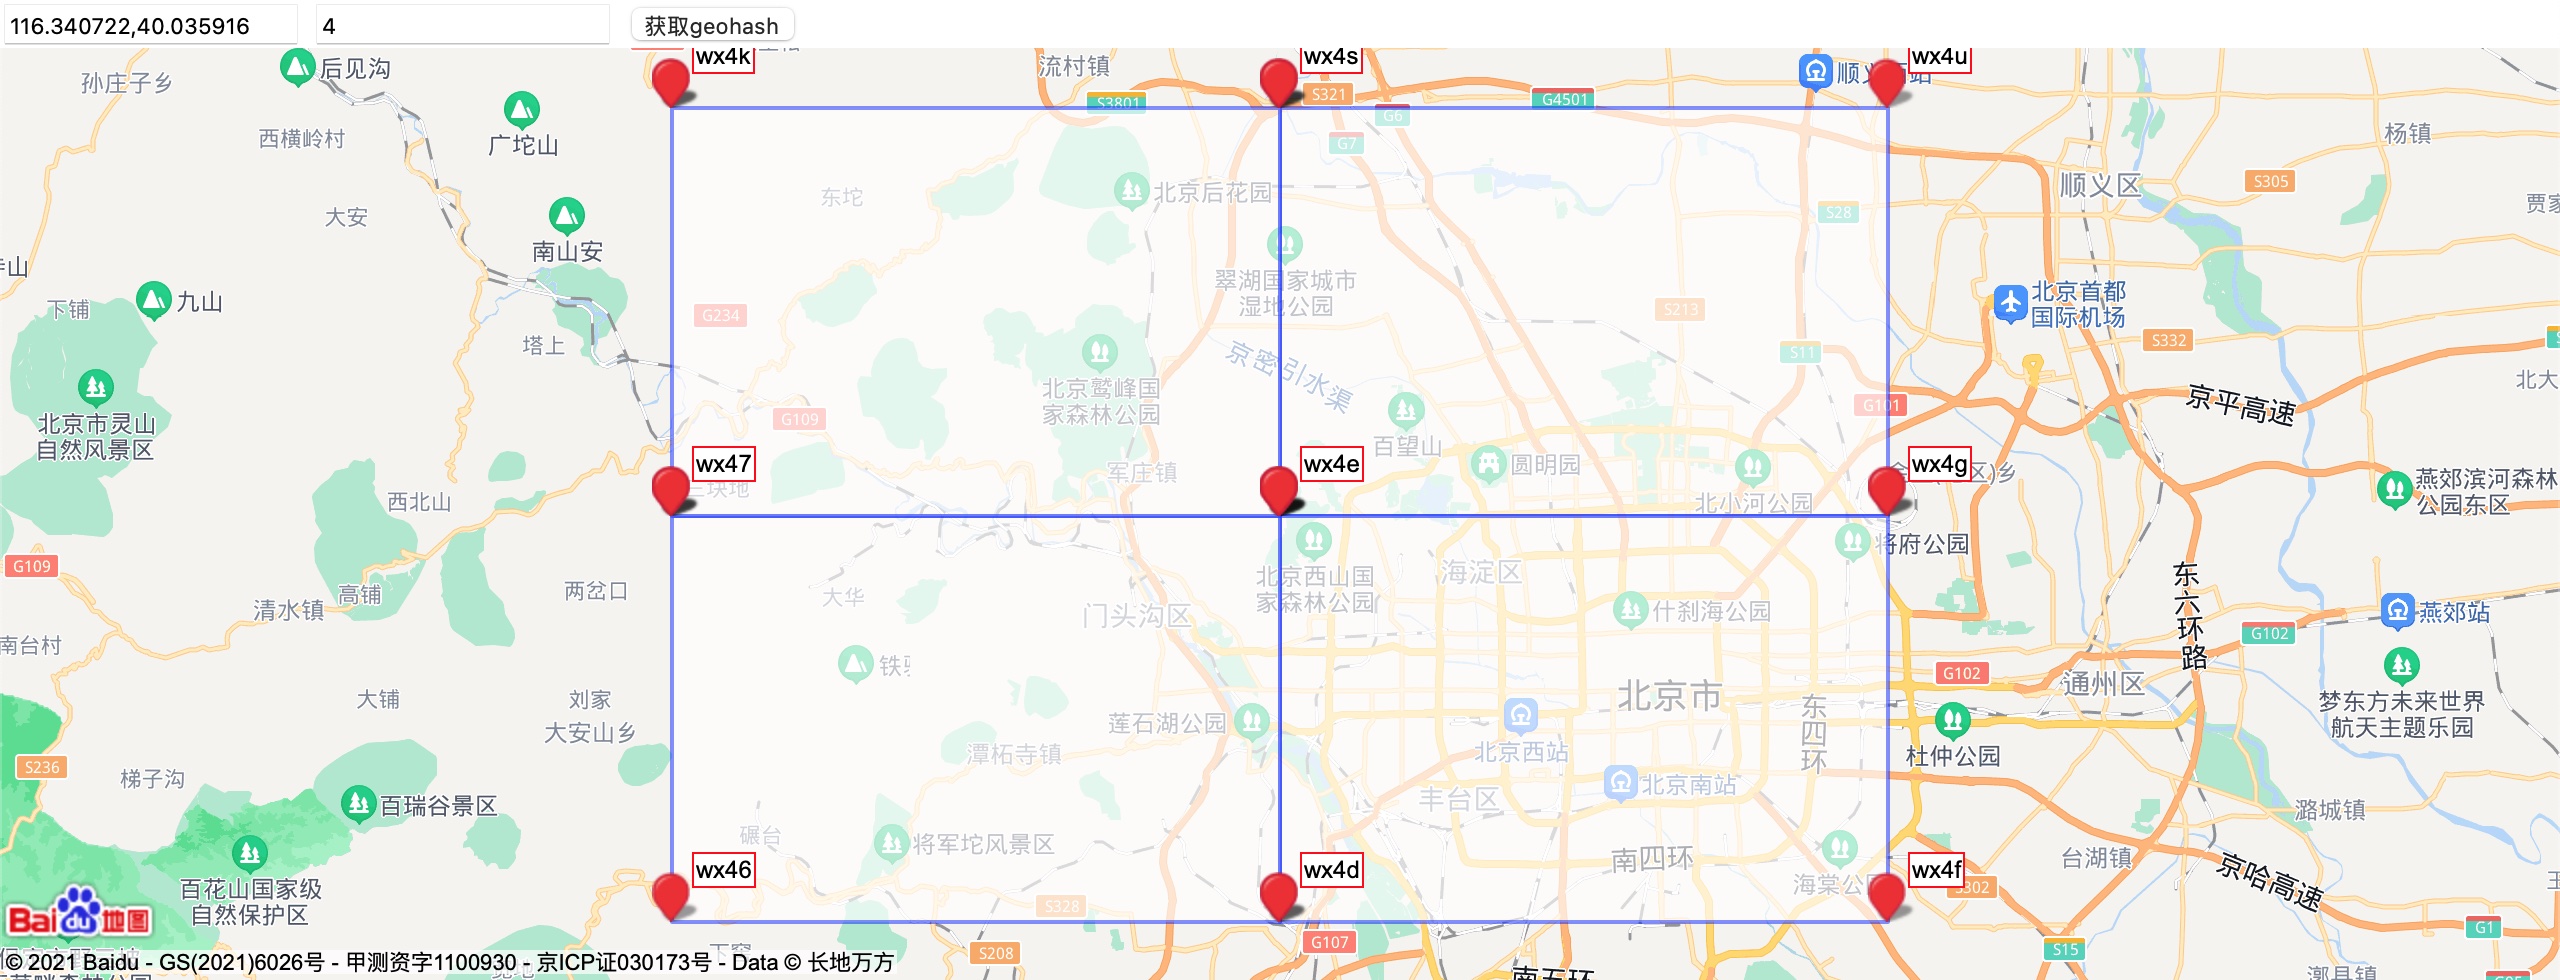 116.340722,40.035916
4
获取geohash
wx4k
wx4s
wx4u
后见沟
孙庄子乡
流村镇
S3801
S321
G4501
G6
G7
杨镇
广坨山
西横岭村
东坨
北京后花园
S28
顺义区
S305
大安
南山安
翠湖国家城市
湿地公园
九山
下铺
G234
S213
北京首都
国际机场
塔上
京密引水渠
S11
S332
北京市灵山
自然风景区
北京鹫峰国
家森林公园
G109
百望山
G101
京平高速
北大
wx47
wx4e
wx4g
军庄镇
圆明园
北小河公园
燕郊滨河森林
公园东区
西北山
G109
高铺
清水镇
两岔口
大华
门头沟区
北京西山国
家森林公园
海淀区
什刹海公园
将府公园
东六环路
G102
燕郊站
南台村
大铺
刘家
大安山乡
莲石湖公园
潭柘寺镇
北京市
北京西站
东四环
G102
通州区
杜仲公园
梦东方未来世界
航天主题乐园
S236
梯子沟
百瑞谷景区
碾台
将军坨风景区
丰台区
北京南站
南四环
潞城镇
台湖镇
京哈高速
wx46
wx4d
wx4f
百花山国家级
自然保护区
S328
S208
G107
S15
G1
漷县镇
南五环
Bai du 地图
© 2021 Baidu - GS(2021)6026号 - 甲测资字1100930 - 京ICP证030173号 - Data © 长地万方